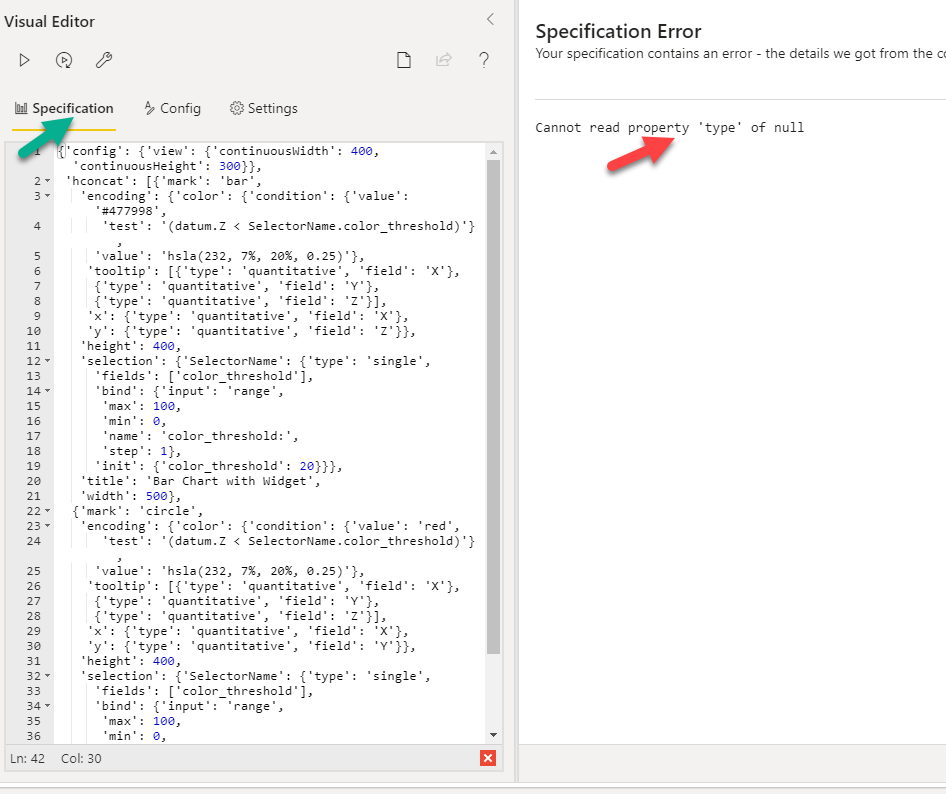 Visual Editor
Specification Config Settings
1 {'config': {'view': {'continuousWidth': 400,
'continuousHeight': 300}},
2 'hconcat': [{'mark': 'bar',
3 'encoding': {'color': {'condition': {'value':
'#477998',
4 'test': '(datum.Z < SelectorName.color_threshold)'}
,
5 'value': 'hsla(232, 7%, 20%, 0.25)'},
6 'tooltip': [{'type': 'quantitative', 'field': 'X'},
7 {'type': 'quantitative', 'field': 'Y'},
8 {'type': 'quantitative', 'field': 'Z'}],
9 'x': {'type': 'quantitative', 'field': 'X'},
10 'y': {'type': 'quantitative', 'field': 'Z'}},
11 'height': 400,
12 'selection': {'SelectorName': {'type': 'single',
13 'fields': ['color_threshold'],
14 'bind': {'input': 'range',
15 'max': 100,
16 'min': 0,
17 'name': 'color_threshold:',
18 'step': 1},
19 'init': {'color_threshold': 20}}},
20 'title': 'Bar Chart with Widget',
21 'width': 500},
22 {'mark': 'circle',
23 'encoding': {'color': {'condition': {'value': 'red',
24 'test': '(datum.Z < SelectorName.color_threshold)'}
,
25 'value': 'hsla(232, 7%, 20%, 0.25)'},
26 'tooltip': [{'type': 'quantitative', 'field': 'X'},
27 {'type': 'quantitative', 'field': 'Y'},
28 {'type': 'quantitative', 'field': 'Z'}],
29 'x': {'type': 'quantitative', 'field': 'X'},
30 'y': {'type': 'quantitative', 'field': 'Y'}},
31 'height': 400,
32 'selection': {'SelectorName': {'type': 'single',
33 'fields': ['color_threshold'],
34 'bind': {'input': 'range',
35 'max': 100,
36 'min': 0,
Ln: 42 Col: 30
Specification Error
Your specification contains an error - the details we got from the
Cannot read property 'type' of null